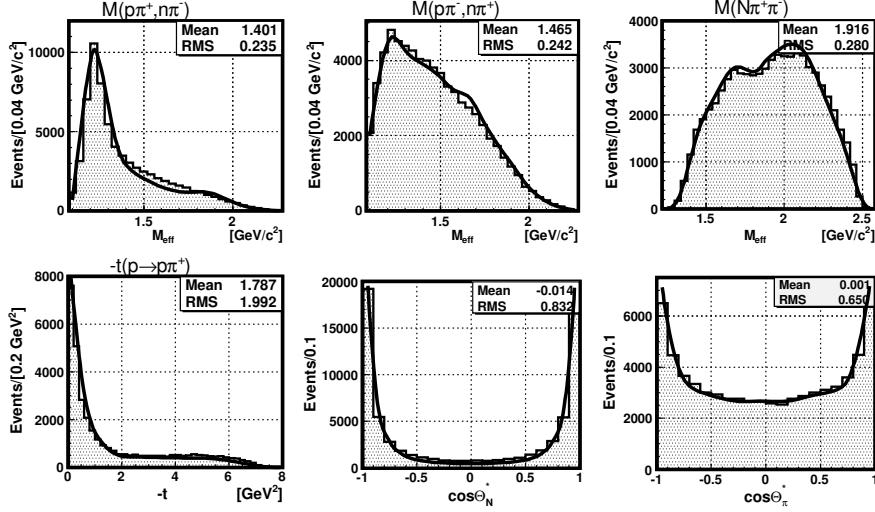 M(pπ⁺,nπ⁻)
Mean 1.401
RMS 0.235
Events/[0.04 GeV/c²]
10000
5000
0
1.5
2
M_eff [GeV/c²]
M(pπ⁻,nπ⁺)
Mean 1.465
RMS 0.242
Events/[0.04 GeV/c²]
4000
2000
0
1.5
2
M_eff [GeV/c²]
M(Nπ⁺π⁻)
Mean 1.916
RMS 0.280
Events/[0.04 GeV/c²]
4000
3000
2000
1000
0
1.5
2
2.5
M_eff [GeV/c²]
-t(p→pπ⁺)
Mean 1.787
RMS 1.992
Events/[0.2 GeV²]
8000
6000
4000
2000
0
0
2
4
6
8
-t [GeV²]
Mean -0.014
RMS 0.832
Events/0.1
20000
15000
10000
5000
0
-1
-0.5
0
0.5
1
cosΘ*_N
Mean 0.001
RMS 0.650
Events/0.1
6000
4000
2000
0
-1
-0.5
0
0.5
1
cosΘ*_π